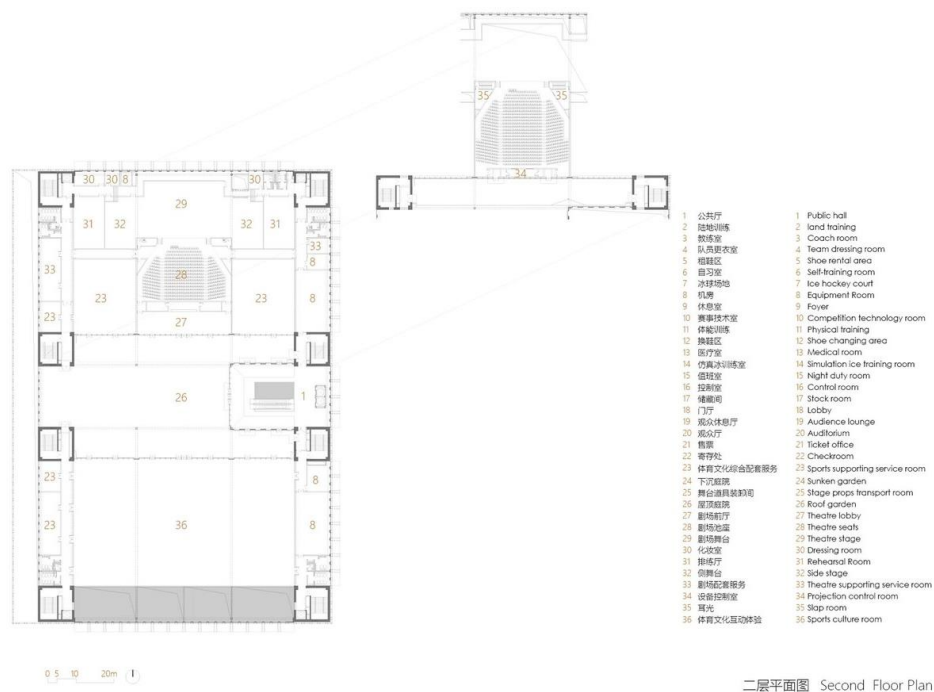 35 35
34
30 30 8 30
29
31 32 32 31
33
8
33
28
23 23 8
23
27
26 1
23 8
23 36 8
1 公共厅 1 Public hall
2 陆地训练 2 land training
3 教练室 3 Coach room
4 队员更衣室 4 Team dressing room
5 租鞋区 5 Shoe rental area
6 自习室 6 Self-training room
7 冰球场地 7 Ice hockey court
8 机房 8 Equipment Room
9 休息室 9 Foyer
10 赛事技术室 10 Competition technology room
11 体能训练 11 Physical training
12 换鞋区 12 Shoe changing area
13 医疗室 13 Medical room
14 仿真冰训练室 14 Simulation ice training room
15 值班室 15 Night duty room
16 控制室 16 Control room
17 储藏间 17 Stock room
18 门厅 18 Lobby
19 观众休息厅 19 Audience lounge
20 观众厅 20 Auditorium
21 售票 21 Ticket office
22 寄存处 22 Checkroom
23 体育文化综合配套服务 23 Sports supporting service room
24 下沉庭院 24 Sunken garden
25 舞台道具装卸间 25 Stage props transport room
26 屋顶庭院 26 Roof garden
27 剧场前厅 27 Theatre lobby
28 剧场池座 28 Theatre seats
29 剧场舞台 29 Theatre stage
30 化妆室 30 Dressing room
31 排练厅 31 Rehearsal Room
32 侧舞台 32 Side stage
33 剧场配套服务 33 Theatre supporting service room
34 设备控制室 34 Projection control room
35 耳光 35 Slap room
36 体育文化互动体验 36 Sports culture room
0 5 10 20m
二层平面图 Second Floor Plan